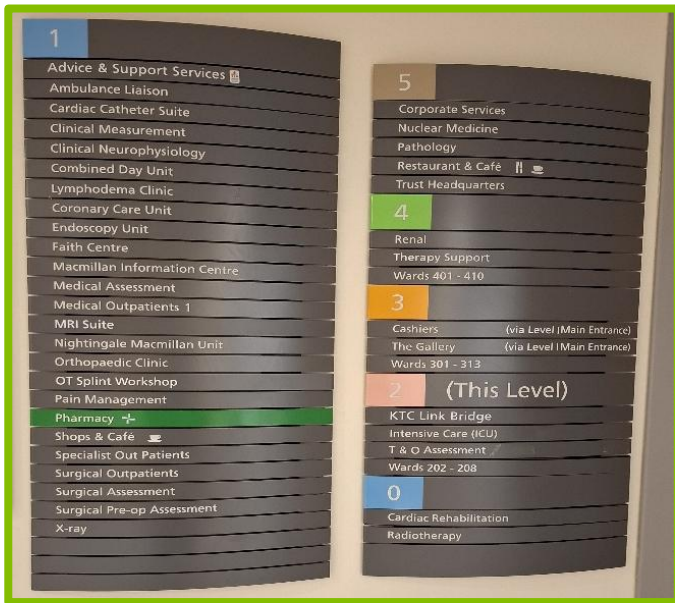 1
Advice & Support Services
Ambulance Liaison
Cardiac Catheter Suite
Clinical Measurement
Clinical Neurophysiology
Combined Day Unit
Lymphodema Clinic
Coronary Care Unit
Endoscopy Unit
Faith Centre
Macmillan Information Centre
Medical Assessment
Medical Outpatients 1
MRI Suite
Nightingale Macmillan Unit
Orthopaedic Clinic
OT Splint Workshop
Pain Management
Pharmacy
Shops & Café
Specialist Out Patients
Surgical Outpatients
Surgical Assessment
Surgical Pre-op Assessment
X-ray
5
Corporate Services
Nuclear Medicine
Pathology
Restaurant & Café
Trust Headquarters
4
Renal
Therapy Support
Wards 401 - 410
3
Cashiers (via Level 1 Main Entrance)
The Gallery (via Level 1 Main Entrance)
Wards 301 - 313
2 (This Level)
KTC Link Bridge
Intensive Care (ICU)
T & O Assessment
Wards 202 - 208
0
Cardiac Rehabilitation
Radiotherapy